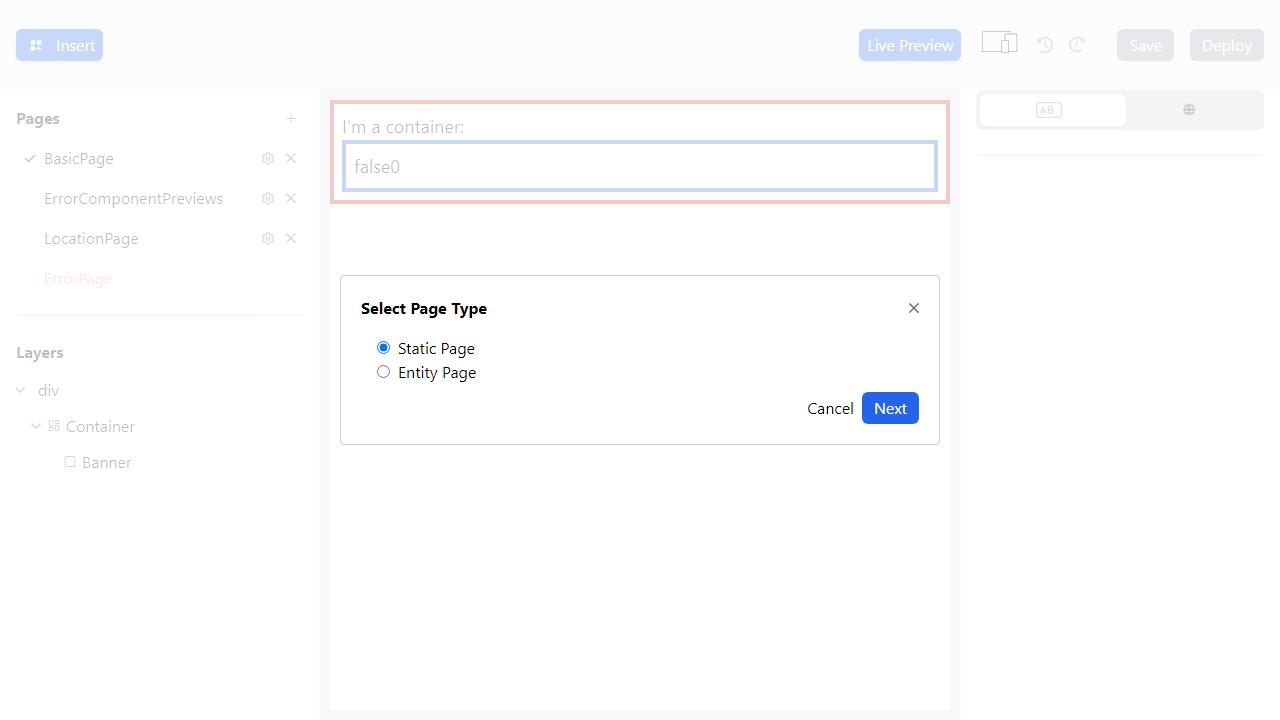 Insert
Live Preview
Save
Deploy
Pages
BasicPage
ErrorComponentPreviews
LocationPage
ErrorPage
Layers
div
Container
Banner
I'm a container:
false0
Select Page Type
Static Page
Entity Page
Cancel
Next
AB